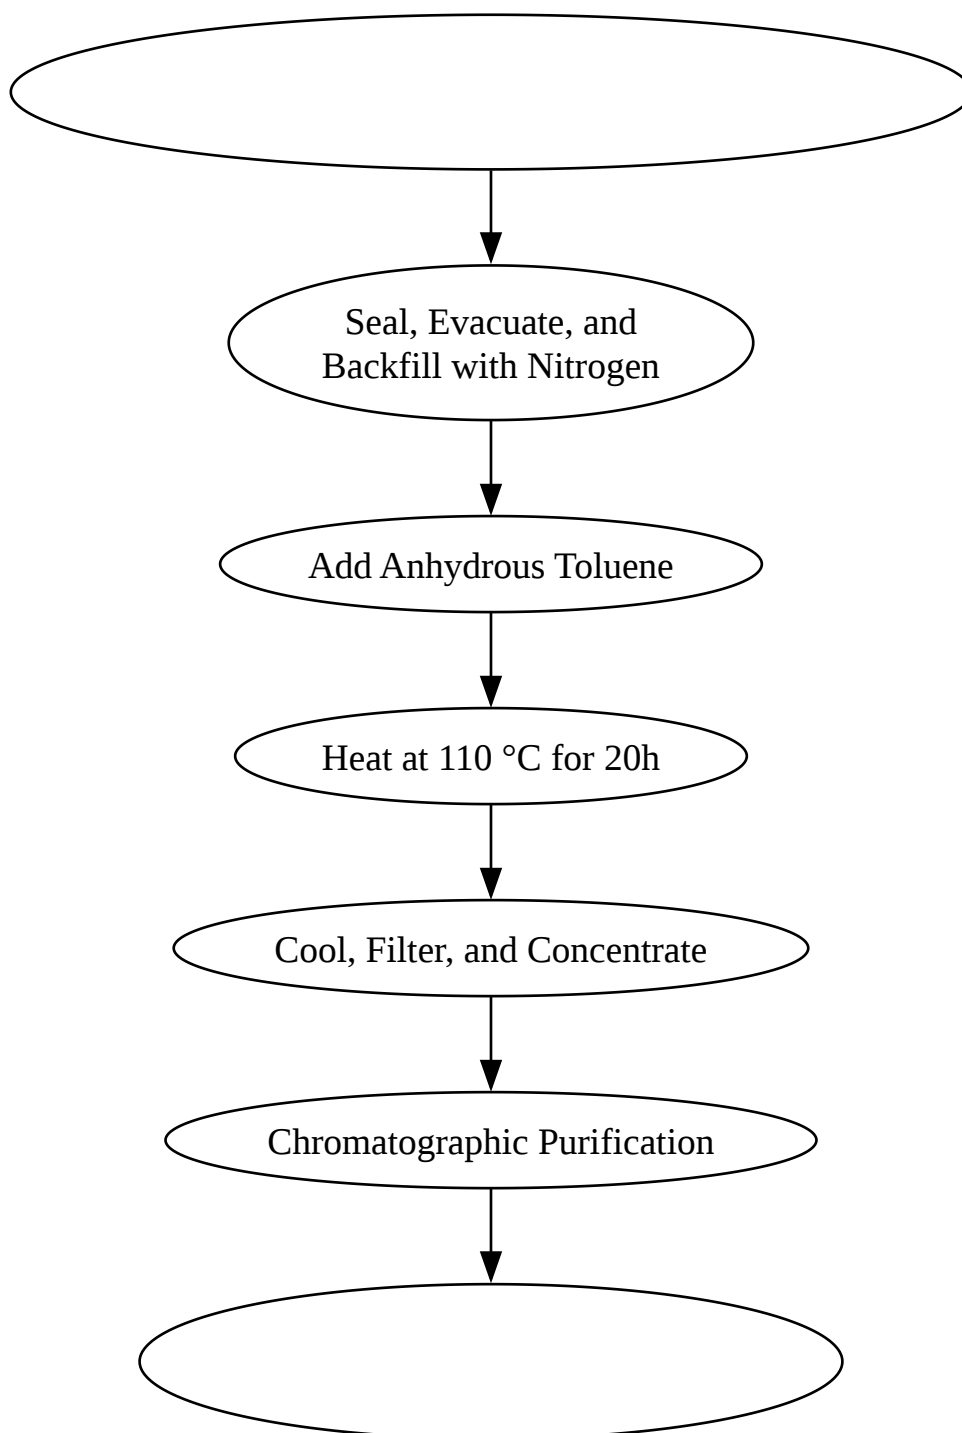 Seal, Evacuate, and
Backfill with Nitrogen
Add Anhydrous Toluene
Heat at 110 °C for 20h
Cool, Filter, and Concentrate
Chromatographic Purification